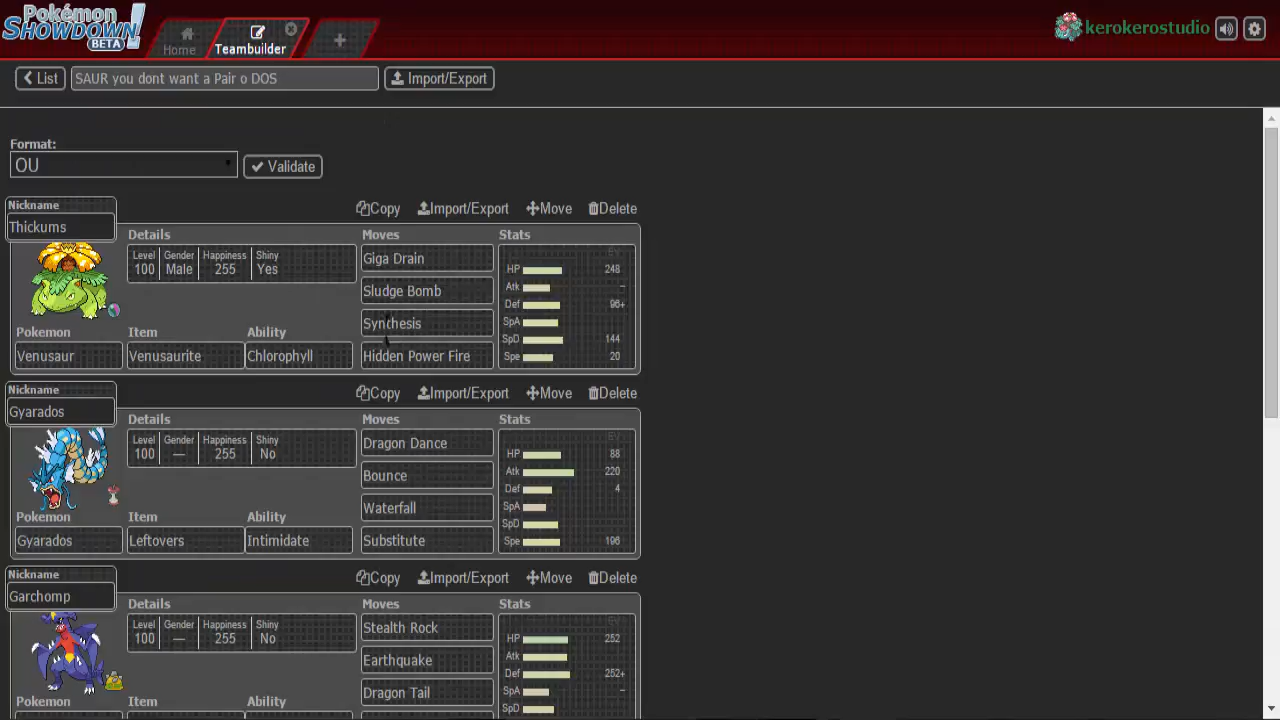 Pokémon
SHOWDOWN!
BETA
Home
Teambuilder
kerokerostudio
List
SAUR you dont want a Pair o DOS
Import/Export
Format:
OU
Validate
Nickname
Thickums
Copy Import/Export Move Delete
Details
Moves
Stats
Level Gender Happiness Shiny
100 Male 255 Yes
Giga Drain
Sludge Bomb
Synthesis
Hidden Power Fire
EV
HP 248
Atk –
Def 96+
SpA
SpD 144
Spe 20
Pokemon Item Ability
Venusaur Venusaurite Chlorophyll
Nickname
Gyarados
Copy Import/Export Move Delete
Details
Moves
Stats
Level Gender Happiness Shiny
100 — 255 No
Dragon Dance
Bounce
Waterfall
Substitute
EV
HP 88
Atk 220
Def 4
SpA
SpD
Spe 196
Pokemon Item Ability
Gyarados Leftovers Intimidate
Nickname
Garchomp
Copy Import/Export Move Delete
Details
Moves
Stats
Level Gender Happiness Shiny
100 — 255 No
Stealth Rock
Earthquake
Dragon Tail
EV
HP 252
Atk
Def 252+
SpA –
SpD
Pokemon Item Ability